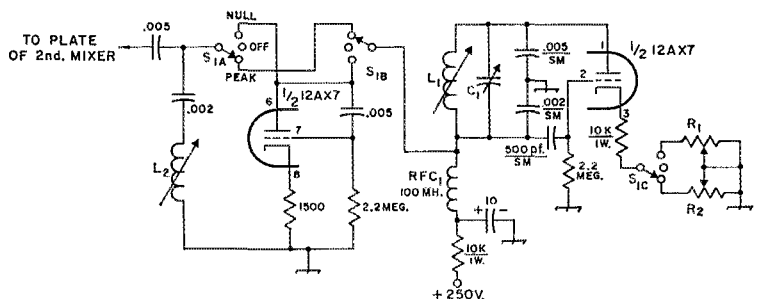 TO PLATE
OF 2nd. MIXER
.005
NULL
OFF
PEAK
S1A
S1B
.002
L2
1/2 12AX7
6
7
8
.005
1500
2.2MEG.
L1
C1
.005
SM
.002
SM
500 pf.
SM
RFC1
100 MH.
+ 10 -
10K
1W.
+250V.
1/2 12AX7
1
2
3
2.2
MEG.
10K
1W.
S1C
R1
R2